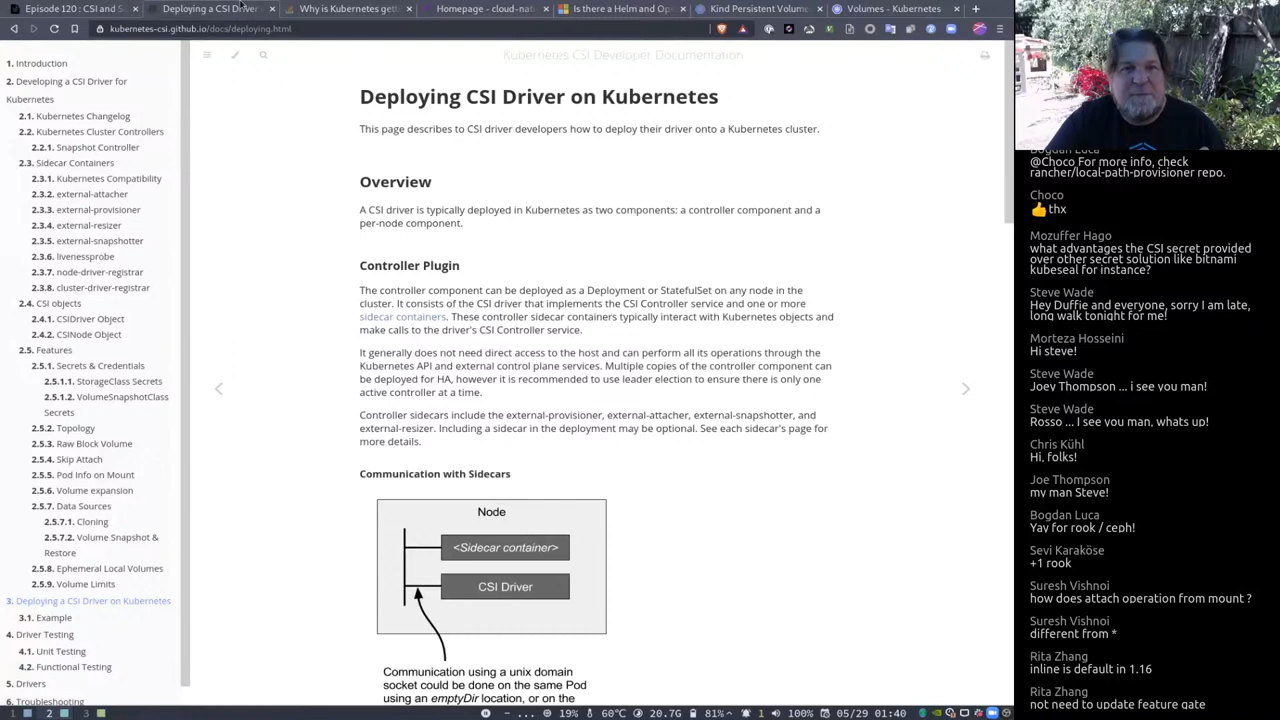 Episode 120 : CSI and S
Deploying a CSI Driver
Why is Kubernetes gett
Homepage - cloud-nat
Is there a Helm and Op
Kind Persistent Volum
Volumes - Kubernetes
kubernetes-csi.github.io/docs/deploying.html
1. Introduction
2. Developing a CSI Driver for
Kubernetes
2.1. Kubernetes Changelog
2.2. Kubernetes Cluster Controllers
2.2.1. Snapshot Controller
2.3. Sidecar Containers
2.3.1. Kubernetes Compatibility
2.3.2. external-attacher
2.3.3. external-provisioner
2.3.4. external-resizer
2.3.5. external-snapshotter
2.3.6. livenessprobe
2.3.7. node-driver-registrar
2.3.8. cluster-driver-registrar
2.4. CSI objects
2.4.1. CSIDriver Object
2.4.2. CSINode Object
2.5. Features
2.5.1. Secrets & Credentials
2.5.1.1. StorageClass Secrets
2.5.1.2. VolumeSnapshotClass
Secrets
2.5.2. Topology
2.5.3. Raw Block Volume
2.5.4. Skip Attach
2.5.5. Pod Info on Mount
2.5.6. Volume expansion
2.5.7. Data Sources
2.5.7.1. Cloning
2.5.7.2. Volume Snapshot &
Restore
2.5.8. Ephemeral Local Volumes
2.5.9. Volume Limits
3. Deploying a CSI Driver on Kubernetes
3.1. Example
4. Driver Testing
4.1. Unit Testing
4.2. Functional Testing
5. Drivers
6. Troubleshooting
Kubernetes CSI Developer Documentation
Deploying CSI Driver on Kubernetes
This page describes to CSI driver developers how to deploy their driver onto a Kubernetes cluster.
Overview
A CSI driver is typically deployed in Kubernetes as two components: a controller component and a
per-node component.
Controller Plugin
The controller component can be deployed as a Deployment or StatefulSet on any node in the
cluster. It consists of the CSI driver that implements the CSI Controller service and one or more
sidecar containers. These controller sidecar containers typically interact with Kubernetes objects and
make calls to the driver's CSI Controller service.
It generally does not need direct access to the host and can perform all its operations through the
Kubernetes API and external control plane services. Multiple copies of the controller component can
be deployed for HA, however it is recommended to use leader election to ensure there is only one
active controller at a time.
Controller sidecars include the external-provisioner, external-attacher, external-snapshotter, and
external-resizer. Including a sidecar in the deployment may be optional. See each sidecar's page for
more details.
Communication with Sidecars
Node
<Sidecar container>
CSI Driver
Communication using a unix domain
socket could be done on the same Pod
using an emptyDir location, or on the
Bogdan Luca
@Choco For more info, check
rancher/local-path-provisioner repo.
Choco
👍 thx
Mozuffer Hago
what advantages the CSI secret provided
over other secret solution like bitnami
kubeseal for instance?
Steve Wade
Hey Duffie and everyone, sorry I am late,
long walk tonight for me!
Morteza Hosseini
Hi steve!
Steve Wade
Joey Thompson ... i see you man!
Steve Wade
Rosso ... I see you man, whats up!
Chris Kühl
Hi, folks!
Joe Thompson
my man Steve!
Bogdan Luca
Yay for rook / ceph!
Sevi Karaköse
+1 rook
Suresh Vishnoi
how does attach operation from mount ?
Suresh Vishnoi
different from *
Rita Zhang
inline is default in 1.16
Rita Zhang
not need to update feature gate
1 2 3
19% 60°C 20.7G 81% 1 100% 05/29 01:40